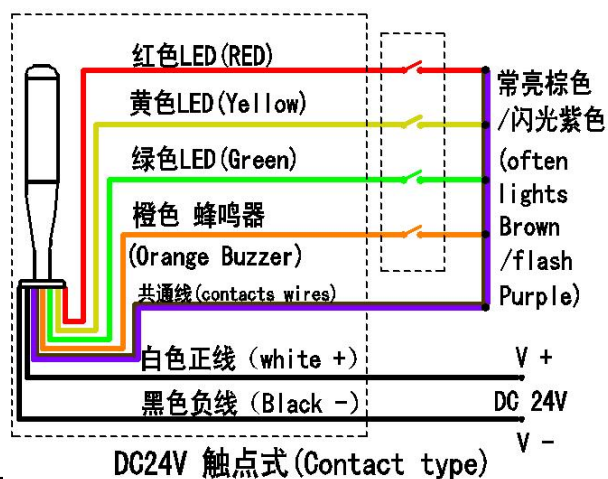 红色LED(RED)
黄色LED(Yellow)
绿色LED(Green)
橙色 蜂鸣器
(Orange Buzzer)
共通线(contacts wires)
白色正线（white +）
黑色负线（Black -）
常亮棕色
/闪光紫色
(often
lights
Brown
/flash
Purple)
V +
DC 24V
V -
DC24V 触点式(Contact type)